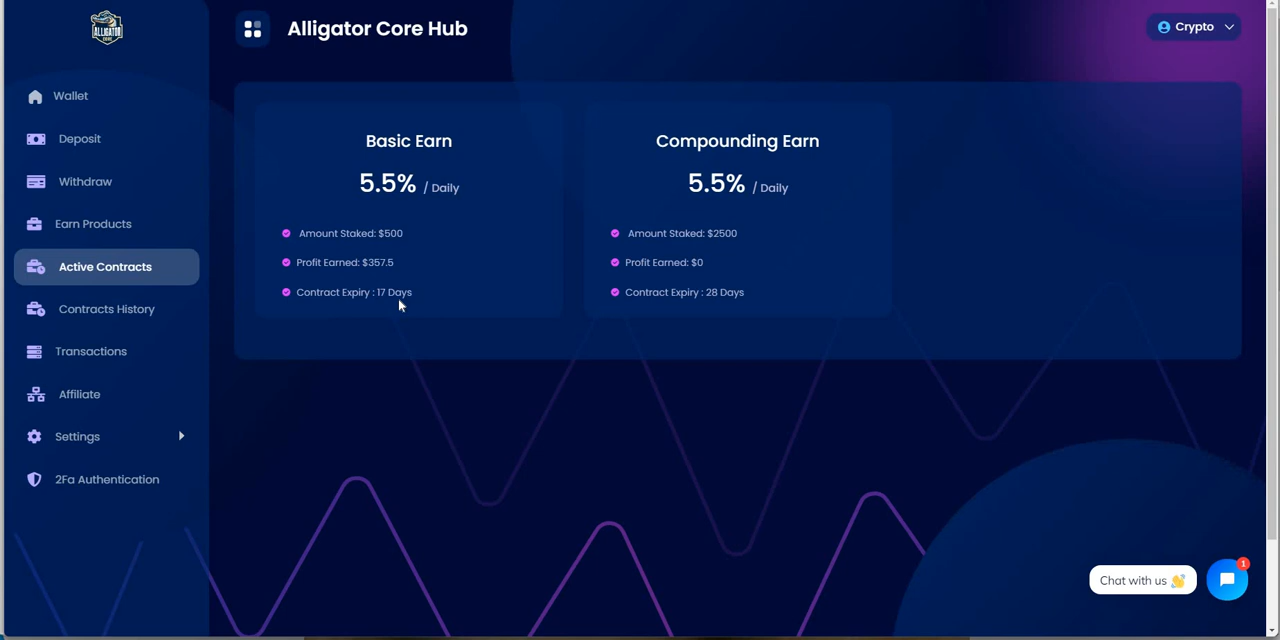 ALLIGATOR
CORE
Alligator Core Hub
Crypto
Wallet
Deposit
Withdraw
Earn Products
Active Contracts
Contracts History
Transactions
Affiliate
Settings
2Fa Authentication
Basic Earn
5.5% / Daily
Amount Staked: $500
Profit Earned: $357.5
Contract Expiry : 17 Days
Compounding Earn
5.5% / Daily
Amount Staked: $2500
Profit Earned: $0
Contract Expiry : 28 Days
Chat with us 👋
1